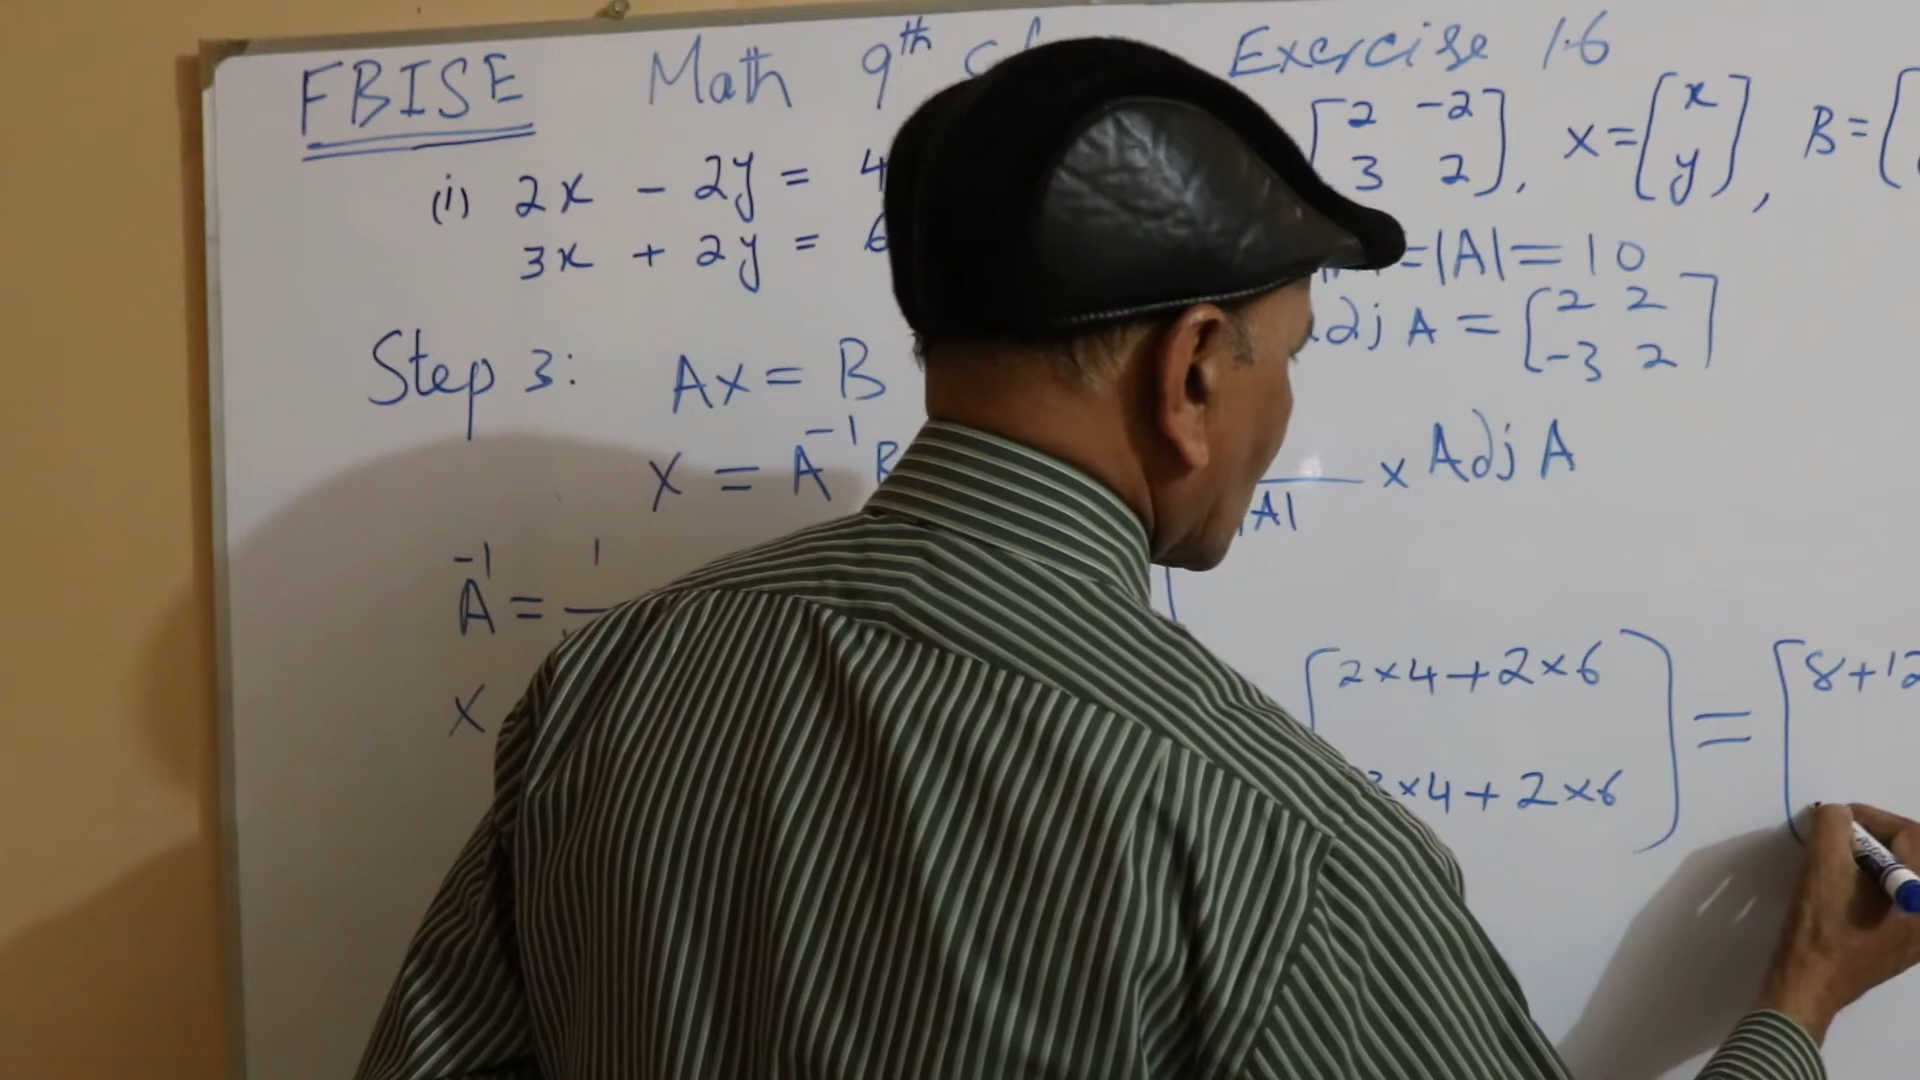 FBISE Math 9th Exercise 1.6
(i) 2x - 2y = 4
3x + 2y = 6
[2 -2
3 2], X = [x
y], B = [
= |A| = 10
Adj A = [2 2
-3 2]
Step 3: AX = B
X = A⁻¹ B
|A| × Adj A
A⁻¹ = 1
X
[2×4+2×6
×4+2×6] = [8+12